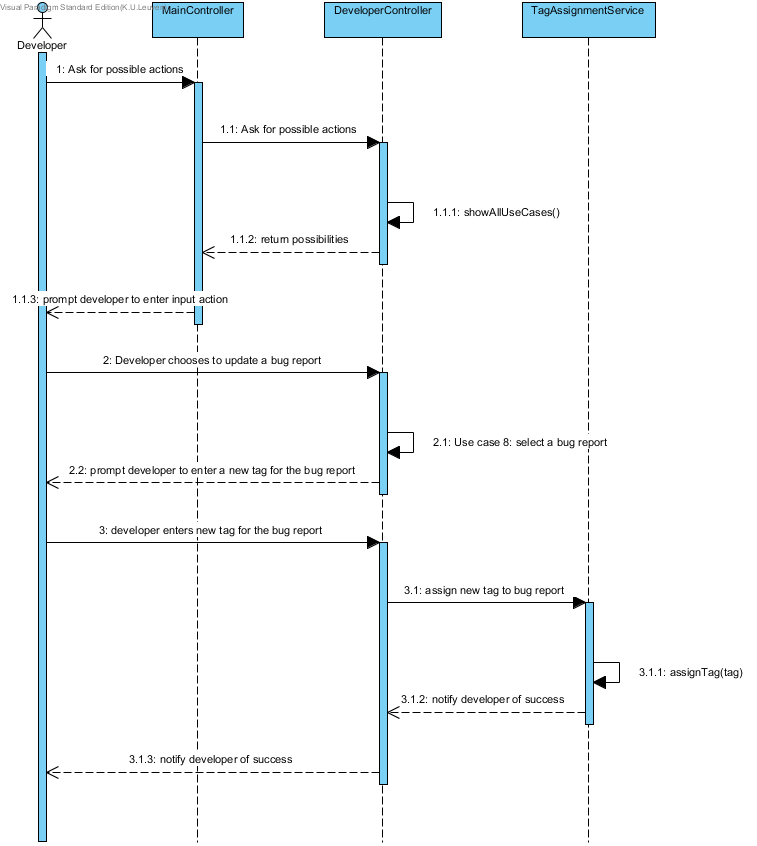 Visual Paradigm Standard Edition(K.U.Leuven)
MainController
DeveloperController
TagAssignmentService
Developer
1: Ask for possible actions
1.1: Ask for possible actions
1.1.1: showAllUseCases()
1.1.2: return possibilities
1.1.3: prompt developer to enter input action
2: Developer chooses to update a bug report
2.1: Use case 8: select a bug report
2.2: prompt developer to enter a new tag for the bug report
3: developer enters new tag for the bug report
3.1: assign new tag to bug report
3.1.1: assignTag(tag)
3.1.2: notify developer of success
3.1.3: notify developer of success